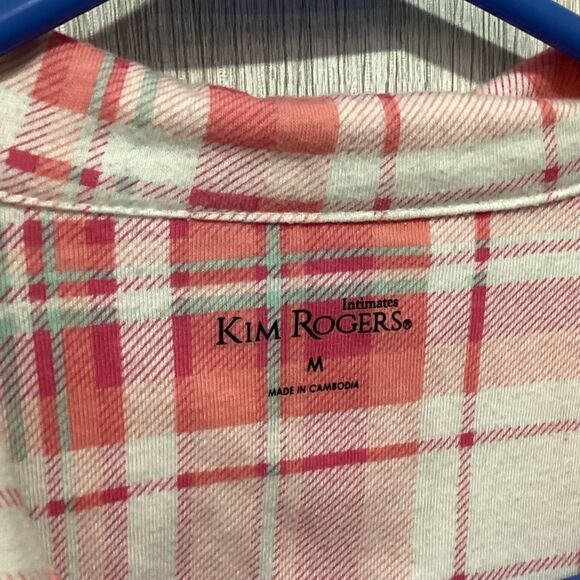 Intimates
KIM ROGERS®
M
MADE IN CAMBODIA